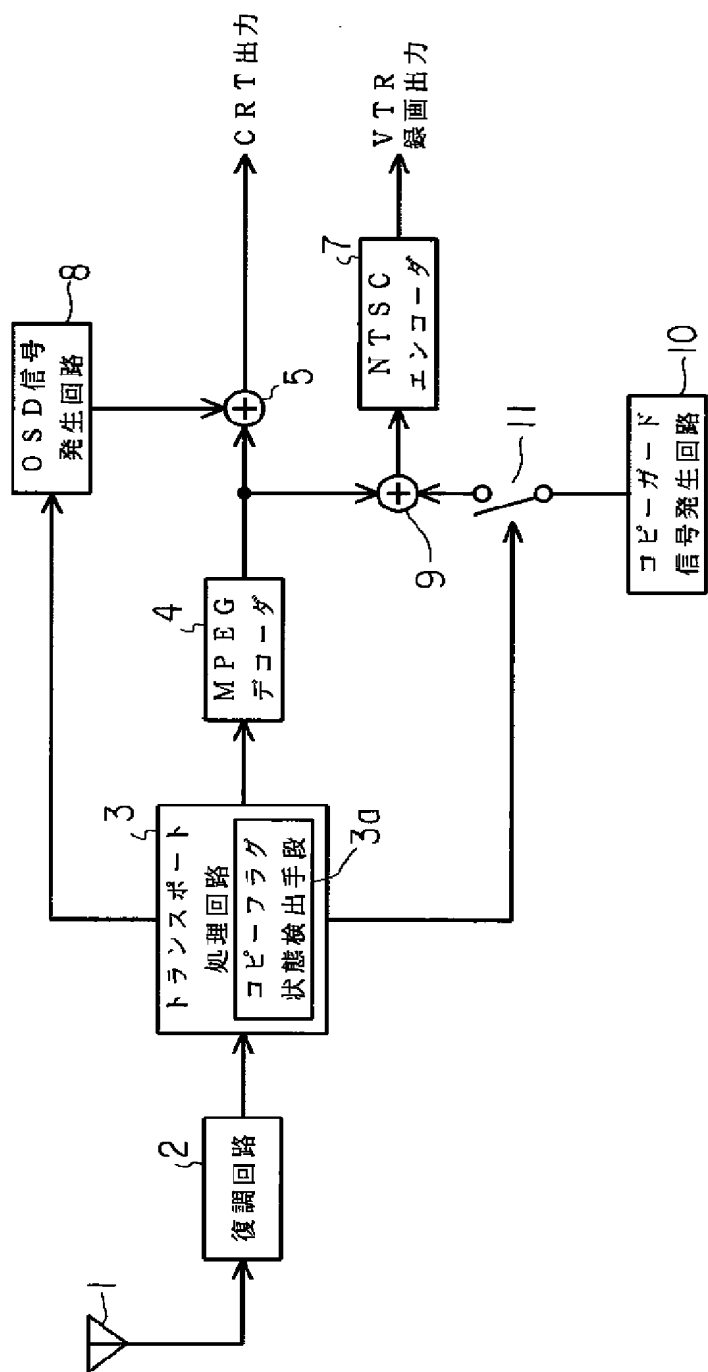 1
2
復調回路
3
トランスポート
処理回路
コピーフラグ
状態検出手段
3a
4
MPEG
デコーダ
8
OSD信号
発生回路
5
CRT出力
9
7
NTSC
エンコーダ
VTR
録画出力
11
10
コピーガード
信号発生回路